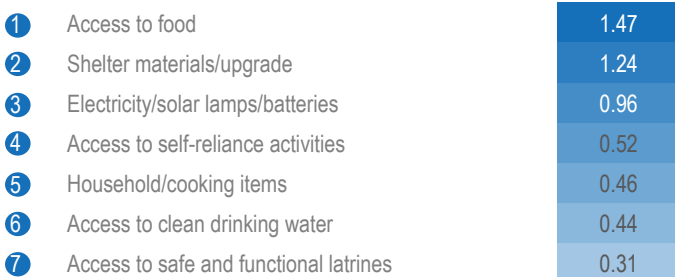 1 Access to food 1.47
2 Shelter materials/upgrade 1.24
3 Electricity/solar lamps/batteries 0.96
4 Access to self-reliance activities 0.52
5 Household/cooking items 0.46
6 Access to clean drinking water 0.44
7 Access to safe and functional latrines 0.31